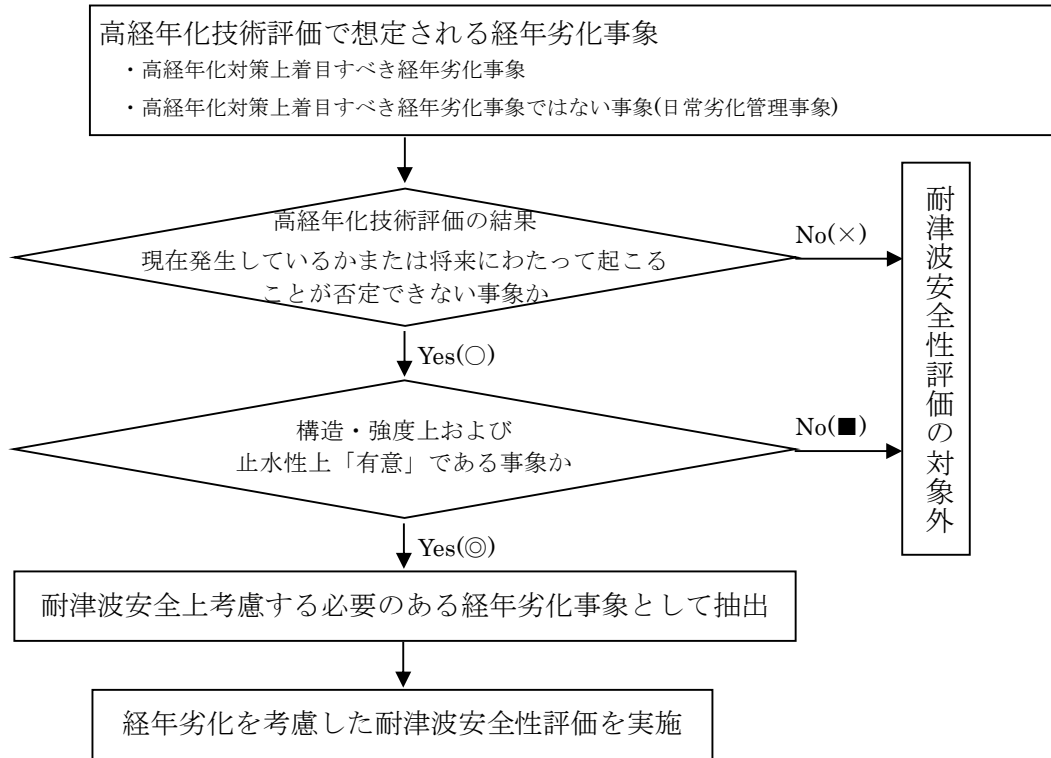 高経年化技術評価で想定される経年劣化事象
・高経年化対策上着目すべき経年劣化事象
・高経年化対策上着目すべき経年劣化事象ではない事象(日常劣化管理事象)
高経年化技術評価の結果
現在発生しているかまたは将来にわたって起こる
ことが否定できない事象か
No(×)
耐津波安全性評価の対象外
Yes(○)
構造・強度上および
止水性上「有意」である事象か
No(■)
Yes(◎)
耐津波安全上考慮する必要のある経年劣化事象として抽出
経年劣化を考慮した耐津波安全性評価を実施